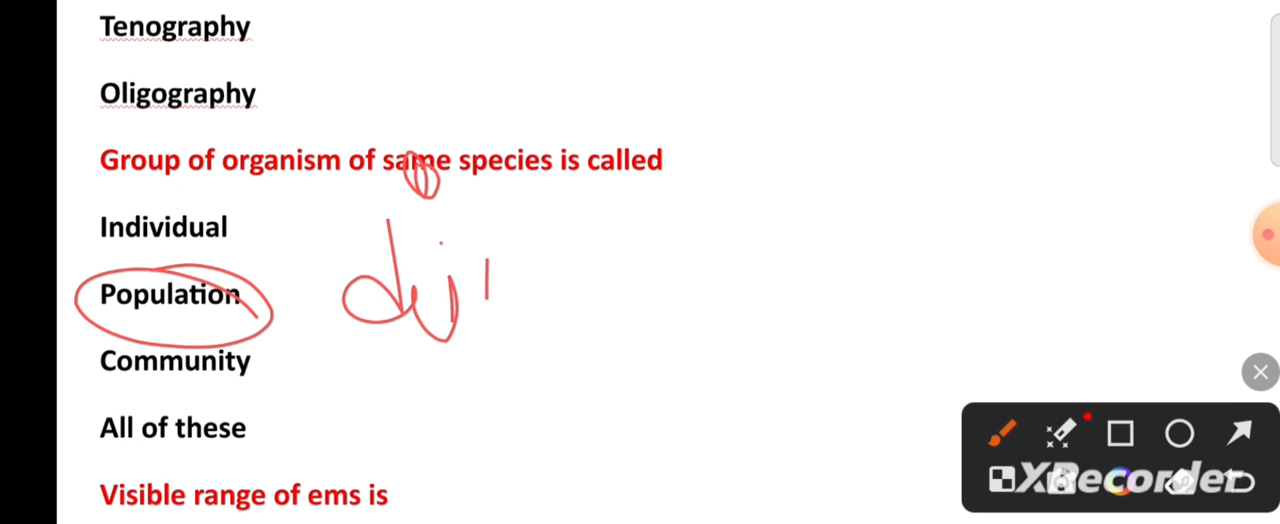 Tenography
Oligography
Group of organism of same species is called
Individual
Population
Community
All of these
Visible range of ems is
XRecorder